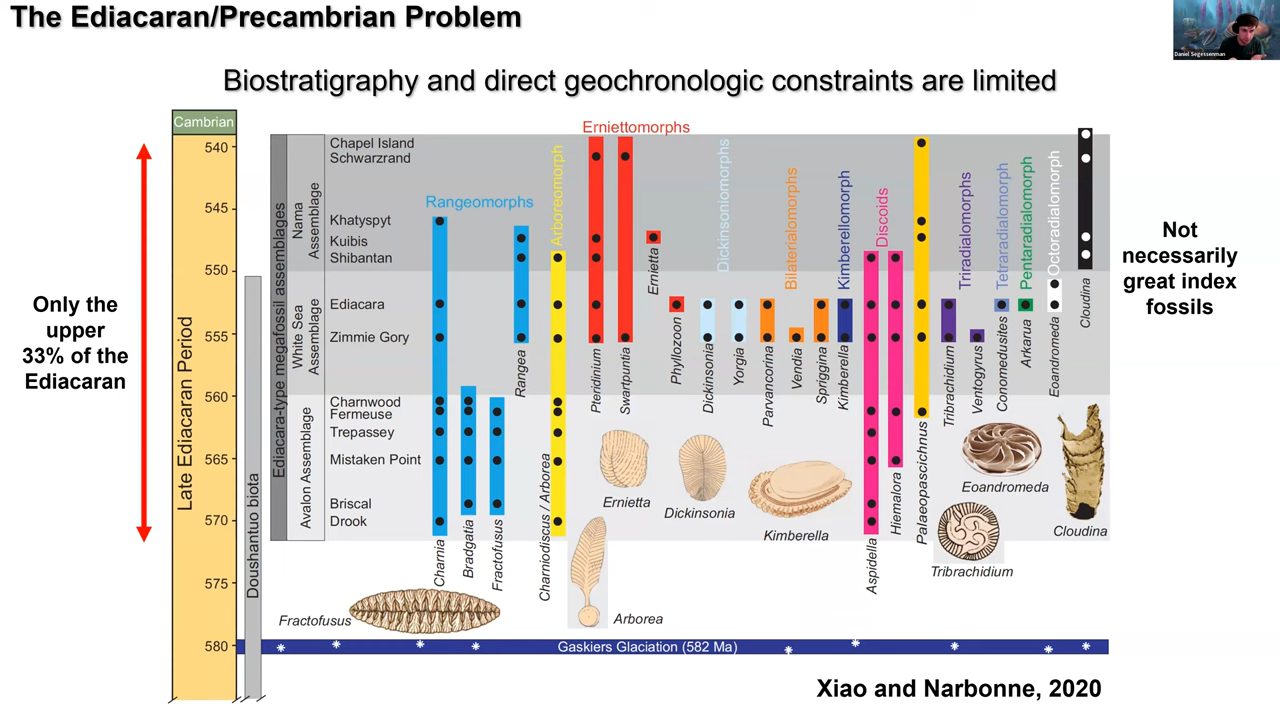 The Ediacaran/Precambrian Problem
Daniel Segessenman
Biostratigraphy and direct geochronologic constraints are limited
Cambrian
540
545
550
555
560
565
570
575
580
Late Ediacaran Period
Doushantuo biota
Ediacara-type megafossil assemblages
Nama
Assemblage
White Sea
Assemblage
Avalon Assemblage
Chapel Island
Schwarzrand
Khatyspyt
Kuibis
Shibantan
Ediacara
Zimmie Gory
Charnwood
Fermeuse
Trepassey
Mistaken Point
Briscal
Drook
Only the
upper
33% of the
Ediacaran
Rangeomorphs
Arboreomorph
Erniettomorphs
Dickinsoniomorphs
Bilaterialomorphs
Kimberellomorph
Discoids
Triradialomorphs
Tetraradialomorph
Pentaradialomorph
Octoradialomorph
Charnia
Bradgatia
Fractofusus
Rangea
Charniodiscus / Arborea
Pteridinium
Swartpuntia
Ernietta
Phyllozoon
Dickinsonia
Yorgia
Parvancorina
Vendia
Spriggina
Kimberella
Aspidella
Hiemalora
Palaeopascichnus
Tribrachidium
Ventogyrus
Conomedusites
Arkarua
Eoandromeda
Cloudina
Not
necessarily
great index
fossils
Ernietta
Dickinsonia
Kimberella
Eoandromeda
Cloudina
Tribrachidium
Fractofusus
Arborea
Gaskiers Glaciation (582 Ma)
Xiao and Narbonne, 2020